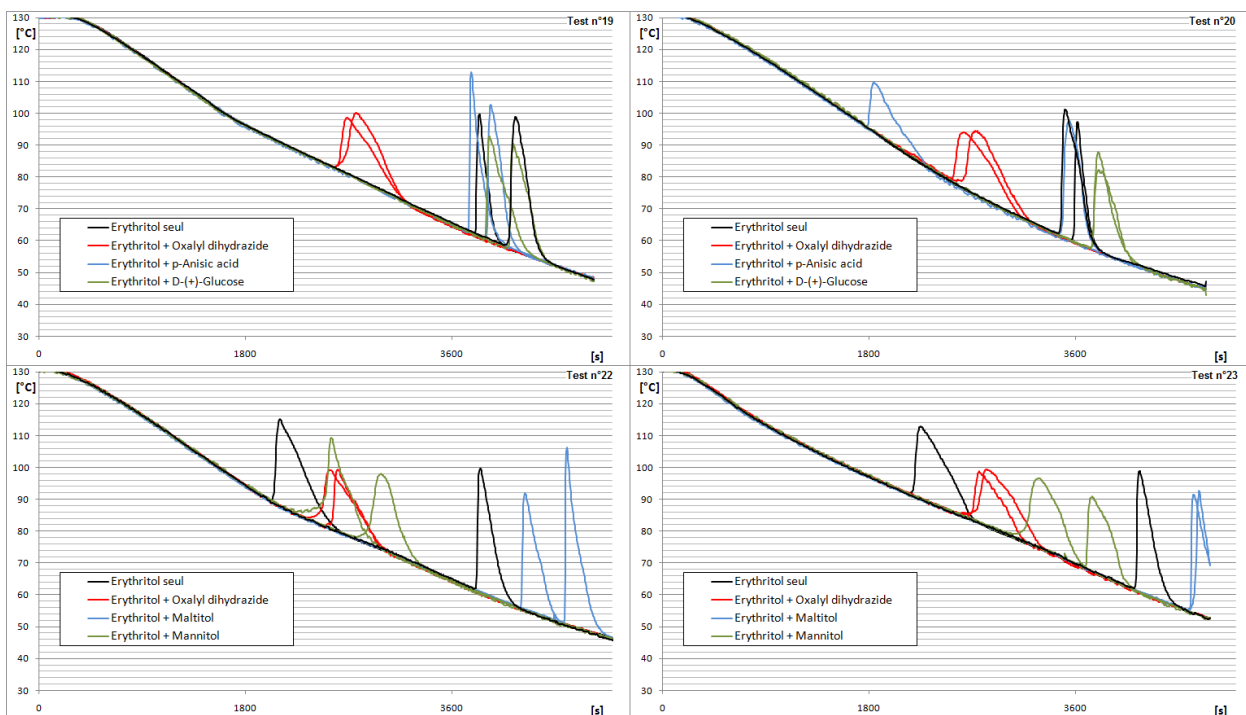 130 Test n°19
[°C]
120
110
100
90
80
70
60
50
40
30
Erythritol seul
Erythritol + Oxalyl dihydrazide
Erythritol + p-Anisic acid
Erythritol + D-(+)-Glucose
0 1800 3600 [s]
130 Test n°20
[°C]
120
110
100
90
80
70
60
50
40
30
Erythritol seul
Erythritol + Oxalyl dihydrazide
Erythritol + p-Anisic acid
Erythritol + D-(+)-Glucose
0 1800 3600 [s]
130 Test n°22
[°C]
120
110
100
90
80
70
60
50
40
30
Erythritol seul
Erythritol + Oxalyl dihydrazide
Erythritol + Maltitol
Erythritol + Mannitol
0 1800 3600 [s]
130 Test n°23
[°C]
120
110
100
90
80
70
60
50
40
30
Erythritol seul
Erythritol + Oxalyl dihydrazide
Erythritol + Maltitol
Erythritol + Mannitol
0 1800 3600 [s]